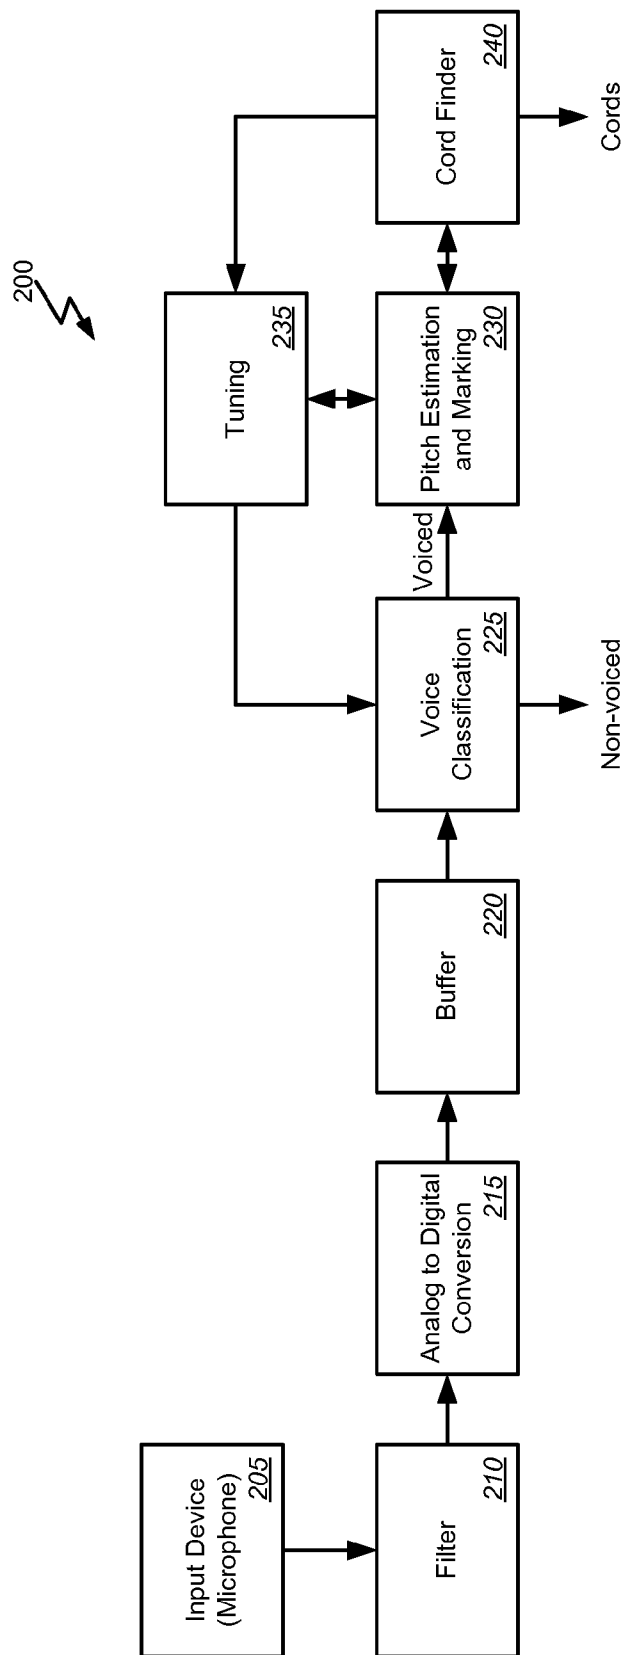 200
Input Device
(Microphone)
205
Filter
210
Analog to Digital
Conversion
215
Buffer
220
Voice
Classification
225
Non-voiced
Voiced
Pitch Estimation
and Marking
230
Tuning
235
Cord Finder
240
Cords